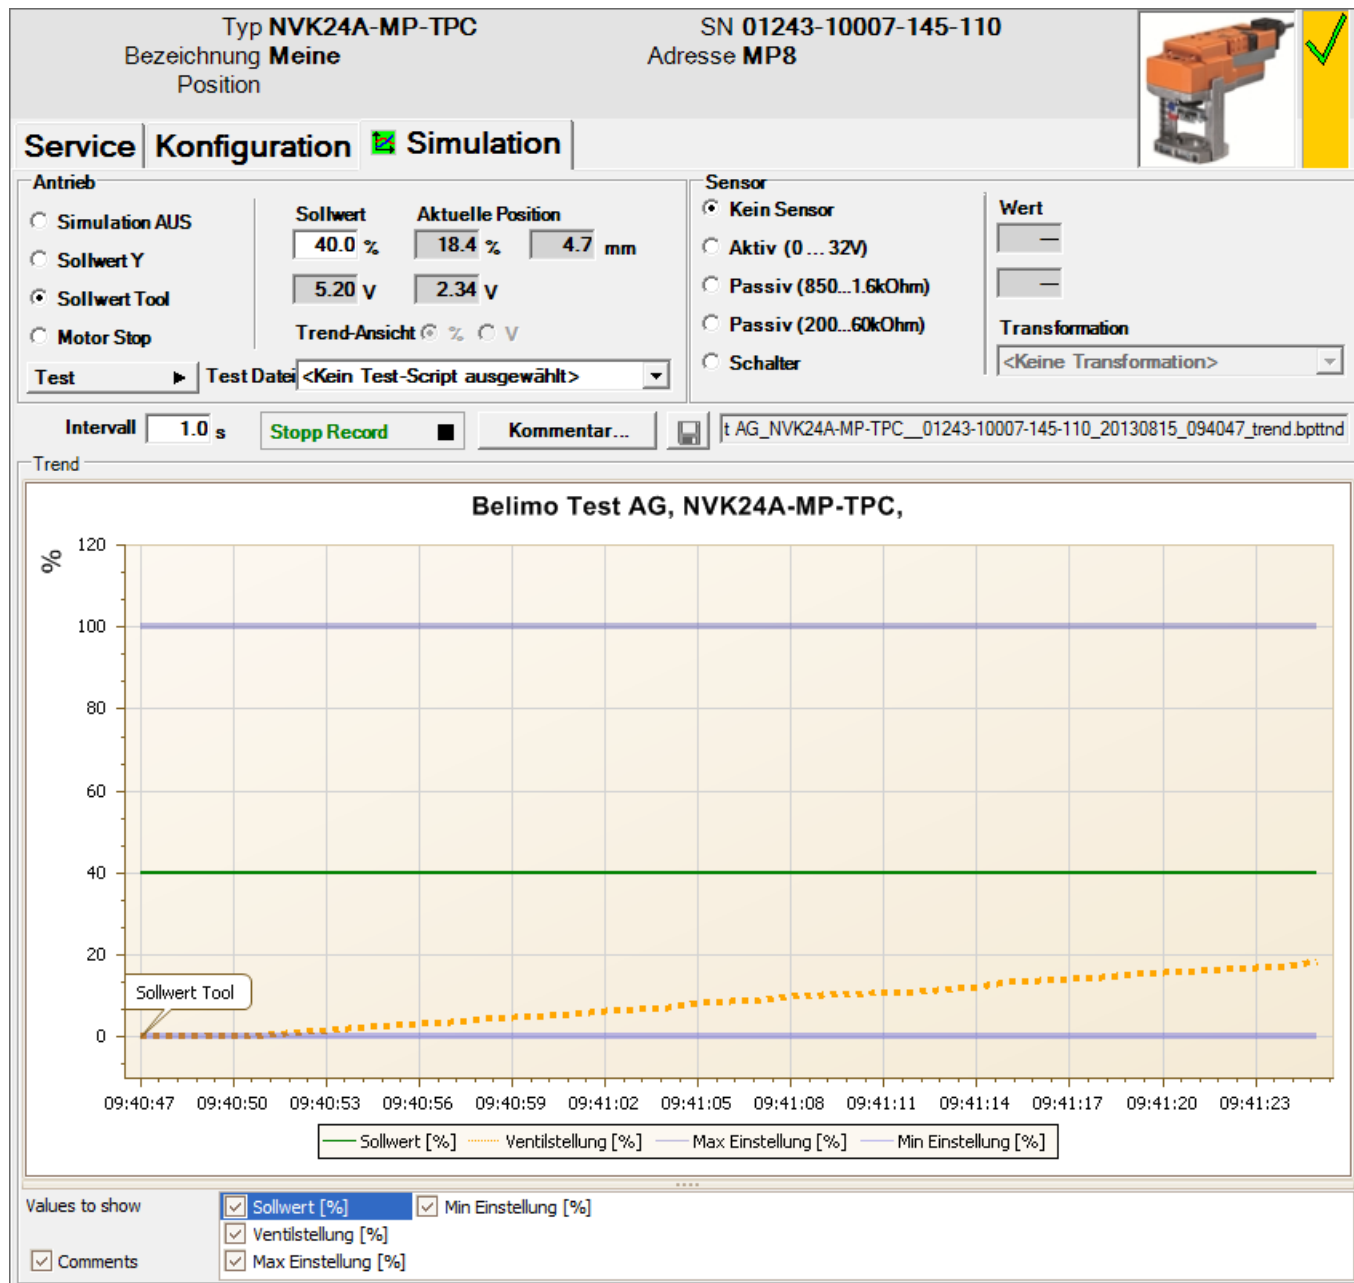 Typ NVK24A-MP-TPC SN 01243-10007-145-110
Bezeichnung Meine Adresse MP8
Position
Service Konfiguration Simulation
Antrieb
Simulation AUS
Sollwert Y
Sollwert Tool
Motor Stop
Sollwert Aktuelle Position
40.0 % 18.4 % 4.7 mm
5.20 V 2.34 V
Trend-Ansicht % V
Test Test Datei <Kein Test-Script ausgewählt>
Sensor
Kein Sensor
Aktiv (0 ... 32V)
Passiv (850...1.6kOhm)
Passiv (200...60kOhm)
Schalter
Wert
—
—
Transformation
<Keine Transformation>
Intervall 1.0 s Stopp Record Kommentar... t AG_NVK24A-MP-TPC__01243-10007-145-110_20130815_094047_trend.bpttnd
Trend
Belimo Test AG, NVK24A-MP-TPC,
%
120
100
80
60
40
20
0
Sollwert Tool
09:40:47 09:40:50 09:40:53 09:40:56 09:40:59 09:41:02 09:41:05 09:41:08 09:41:11 09:41:14 09:41:17 09:41:20 09:41:23
Sollwert [%] Ventilstellung [%] Max Einstellung [%] Min Einstellung [%]
Values to show Sollwert [%] Min Einstellung [%]
Ventilstellung [%]
Comments Max Einstellung [%]